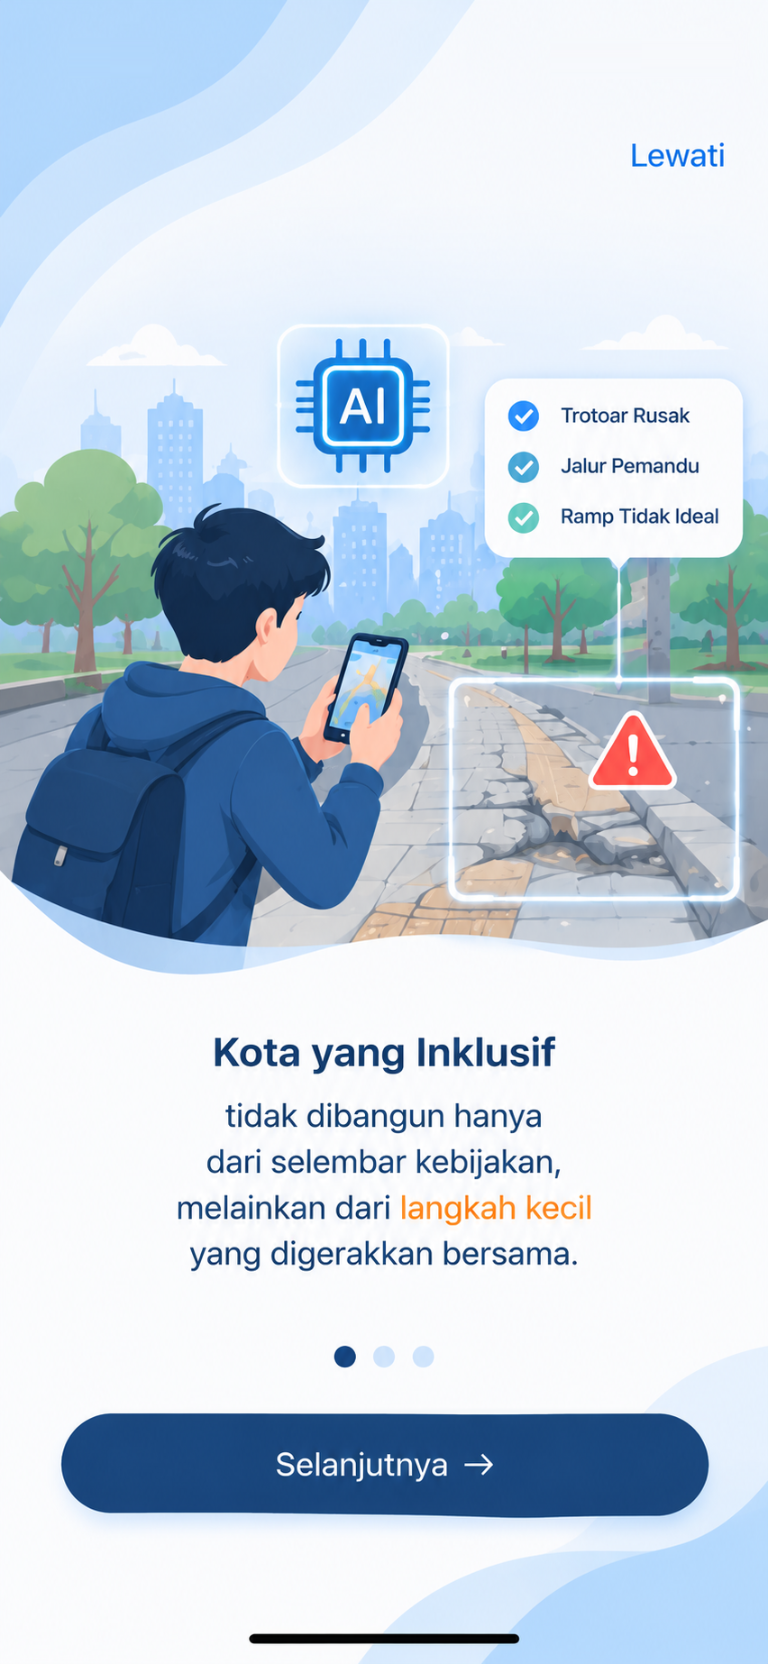 Lewati
AI
Trotoar Rusak
Jalur Pemandu
Ramp Tidak Ideal
Kota yang Inklusif
tidak dibangun hanya
dari selembar kebijakan,
melainkan dari langkah kecil
yang digerakkan bersama.
Selanjutnya →